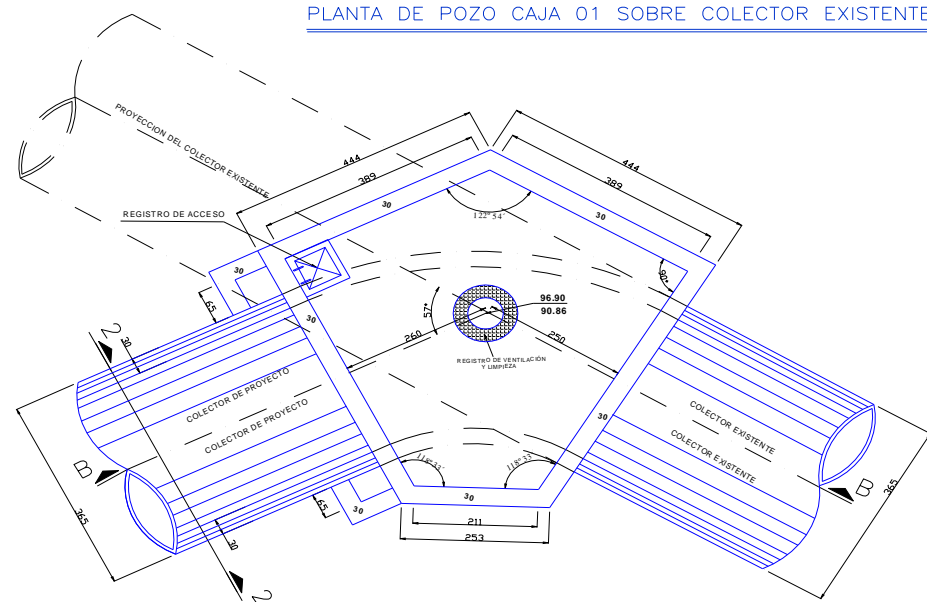 PLANTA DE POZO CAJA 01 SOBRE COLECTOR EXISTENTE
PROYECCION DEL COLECTOR EXISTENTE
444
389
30
444
389
30
122°54'
REGISTRO DE ACCESO
30
65
30
30
90°
57°
96.90
90.86
260
250
REGISTRO DE VENTILACIÓN
Y LIMPIEZA
2
COLECTOR DE PROYECTO
COLECTOR DE PROYECTO
COLECTOR EXISTENTE
COLECTOR EXISTENTE
30
B
B
365
365
118°33'
118°33'
30
30
65
30
211
253
2